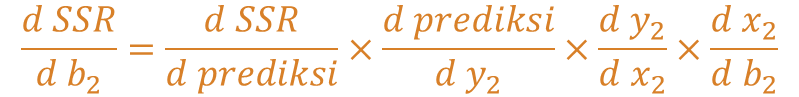 d SSR / d b₂ = d SSR / d prediksi × d prediksi / d y₂ × d y₂ / d x₂ × d x₂ / d b₂